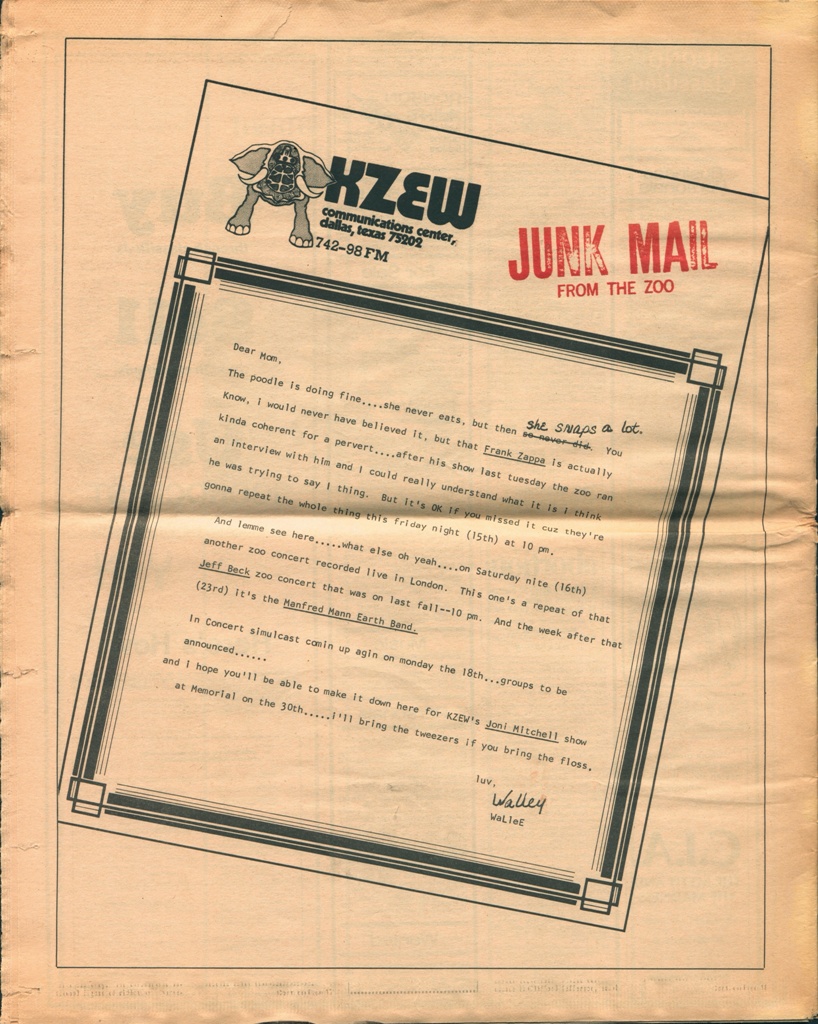 KZEW
communications center,
dallas, texas 75202
742-98 FM
JUNK MAIL
FROM THE ZOO
Dear Mom,
The poodle is doing fine....she never eats, but then she snaps a lot.
so never did. You
Know, i would never have believed it, but that Frank Zappa is actually
kinda coherent for a pervert....after his show last tuesday the zoo ran
an interview with him and I could really understand what it is i think
he was trying to say I thing. But it's OK if you missed it cuz they're
gonna repeat the whole thing this friday night (15th) at 10 pm.
And lemme see here.....what else oh yeah....on Saturday nite (16th)
another zoo concert recorded live in London. This one's a repeat of that
Jeff Beck zoo concert that was on last fall--10 pm. And the week after that
(23rd) it's the Manfred Mann Earth Band.
In Concert simulcast comin up agin on monday the 18th...groups to be
announced......
and i hope you'll be able to make it down here for KZEW's Joni Mitchell show
at Memorial on the 30th.....i'll bring the tweezers if you bring the floss.
luv,
Walley
WaLleE